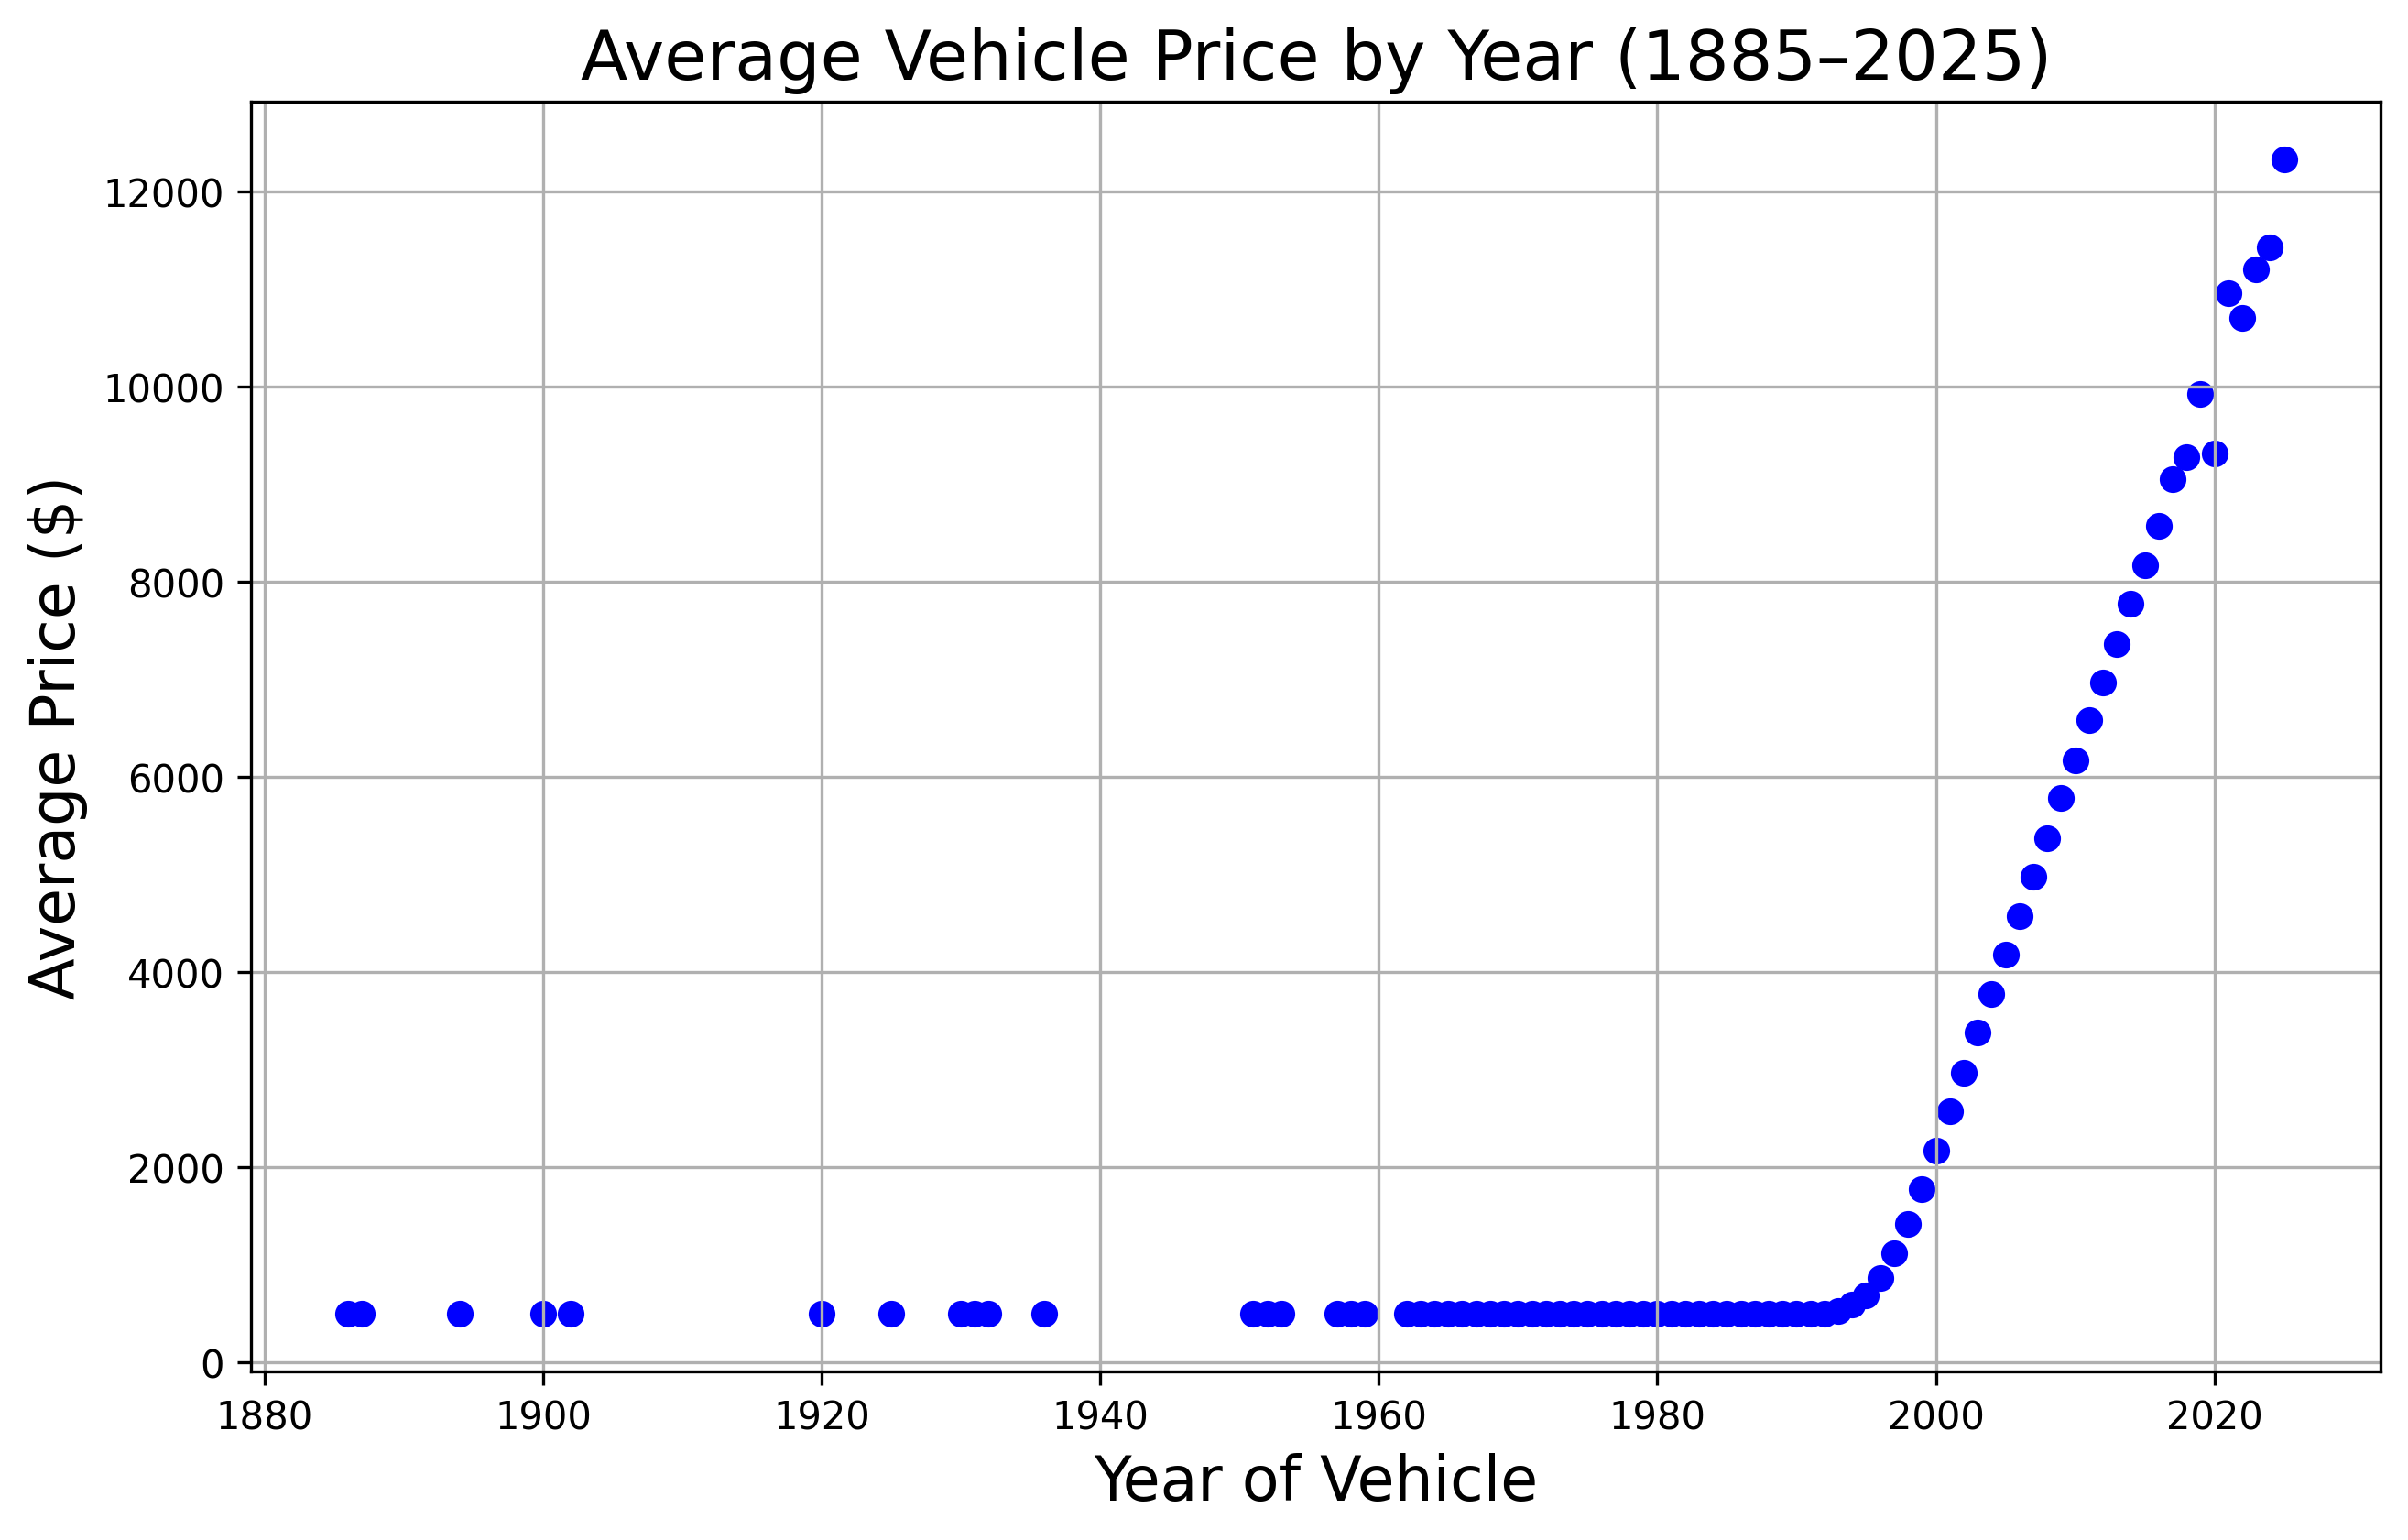 Average Vehicle Price by Year (1885–2025)
Average Price ($)
12000
10000
8000
6000
4000
2000
0
1880 1900 1920 1940 1960 1980 2000 2020
Year of Vehicle